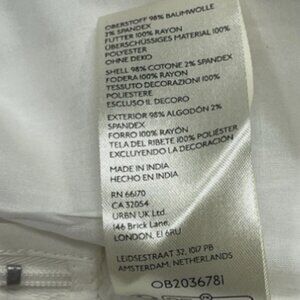 OBERSTOFF 98% BAUMWOLLE
2% SPANDEX
FUTTER 100% RAYON
ÜBERSCHÜSSIGES MATERIAL 100%
POLYESTER
OHNE DEKO
SHELL 98% COTONE 2% SPANDEX
FODERA 100% RAYON
TESSUTO DECORAZIONI 100%
POLIESTERE
ESCLUSO IL DECORO
EXTERIOR 98% ALGODÓN 2%
SPANDEX
FORRO 100% RAYÓN
TELA DEL RIBETE 100% POLIÉSTER
EXCLUYENDO LA DECORACIÓN
MADE IN INDIA
HECHO EN INDIA
RN 66170
CA 32054
URBN UK Ltd.
146 Brick Lane,
LONDON, E1 6RU
LEIDSESTRAAT 32, 1017 PB
AMSTERDAM, NETHERLANDS
OB2036781